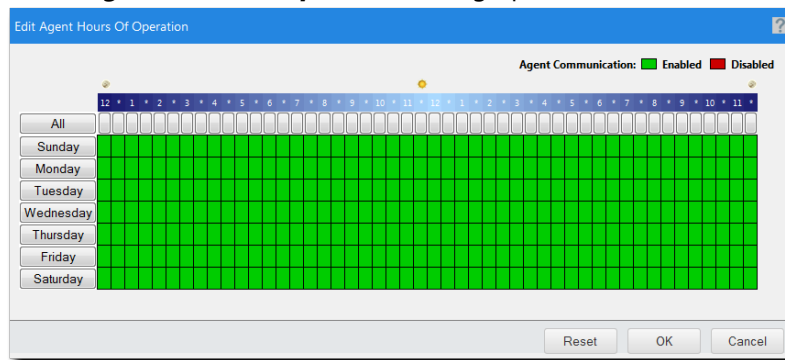 Edit Agent Hours Of Operation ?
Agent Communication: Enabled Disabled
12 * 1 * 2 * 3 * 4 * 5 * 6 * 7 * 8 * 9 * 10 * 11 * 12 * 1 * 2 * 3 * 4 * 5 * 6 * 7 * 8 * 9 * 10 * 11 *
All
Sunday
Monday
Tuesday
Wednesday
Thursday
Friday
Saturday
Reset OK Cancel